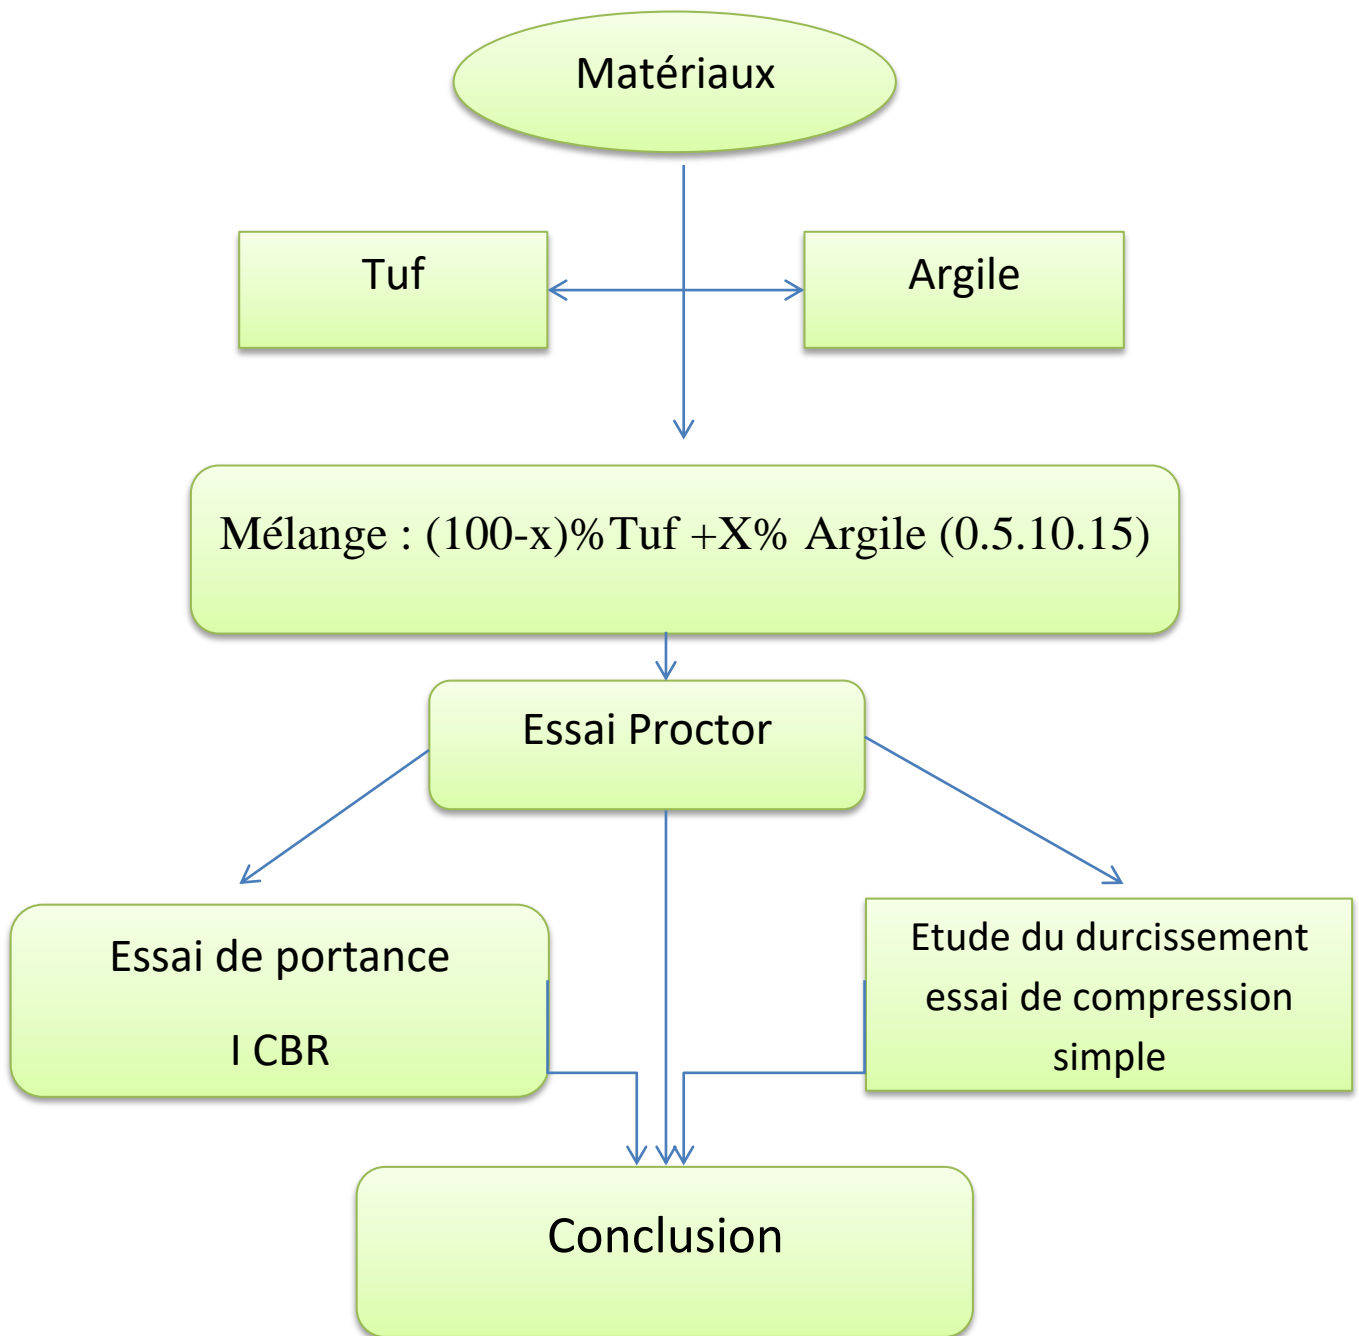 Matériaux
Tuf
Argile
Mélange : (100-x)%Tuf +X% Argile (0.5.10.15)
Essai Proctor
Essai de portance
I CBR
Etude du durcissement
essai de compression
simple
Conclusion